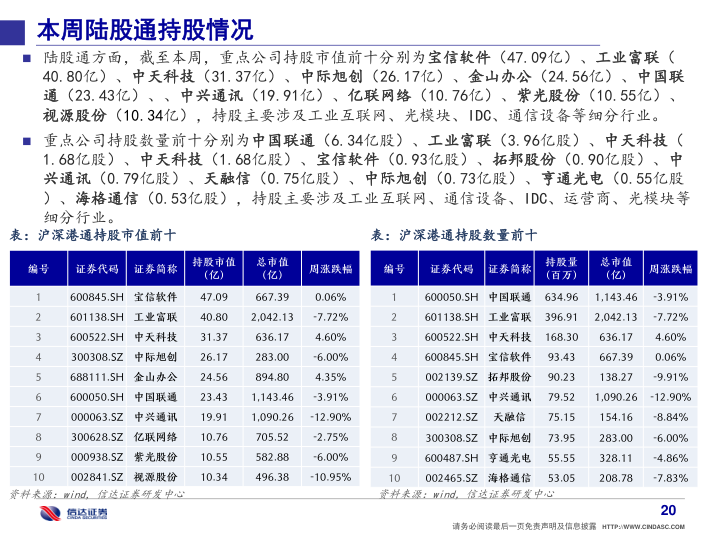 本周陆股通持股情况
■ 陆股通方面，截至本周，重点公司持股市值前十分别为宝信软件（47.09亿）、工业富联（
40.80亿）、中天科技（31.37亿）、中际旭创（26.17亿）、金山办公（24.56亿）、中国联
通（23.43亿）、、中兴通讯（19.91亿）、亿联网络（10.76亿）、紫光股份（10.55亿）、
视源股份（10.34亿），持股主要涉及工业互联网、光模块、IDC、通信设备等细分行业。
■ 重点公司持股数量前十分别为中国联通（6.34亿股）、工业富联（3.96亿股）、中天科技（
1.68亿股）、中天科技（1.68亿股）、宝信软件（0.93亿股）、拓邦股份（0.90亿股）、中
兴通讯（0.79亿股）、天融信（0.75亿股）、中际旭创（0.73亿股）、亨通光电（0.55亿股
）、海格通信（0.53亿股），持股主要涉及工业互联网、通信设备、IDC、运营商、光模块等
细分行业。
表：沪深港通持股市值前十
编号 证券代码 证券简称 持股市值（亿） 总市值（亿） 周涨跌幅
1 600845.SH 宝信软件 47.09 667.39 0.06%
2 601138.SH 工业富联 40.80 2,042.13 -7.72%
3 600522.SH 中天科技 31.37 636.17 4.60%
4 300308.SZ 中际旭创 26.17 283.00 -6.00%
5 688111.SH 金山办公 24.56 894.80 4.35%
6 600050.SH 中国联通 23.43 1,143.46 -3.91%
7 000063.SZ 中兴通讯 19.91 1,090.26 -12.90%
8 300628.SZ 亿联网络 10.76 705.52 -2.75%
9 000938.SZ 紫光股份 10.55 582.88 -6.00%
10 002841.SZ 视源股份 10.34 496.38 -10.95%
资料来源：wind，信达证券研发中心
表：沪深港通持股数量前十
编号 证券代码 证券简称 持股量（百万） 总市值（亿） 周涨跌幅
1 600050.SH 中国联通 634.96 1,143.46 -3.91%
2 601138.SH 工业富联 396.91 2,042.13 -7.72%
3 600522.SH 中天科技 168.30 636.17 4.60%
4 600845.SH 宝信软件 93.43 667.39 0.06%
5 002139.SZ 拓邦股份 90.23 138.27 -9.91%
6 000063.SZ 中兴通讯 79.52 1,090.26 -12.90%
7 002212.SZ 天融信 75.15 154.16 -8.84%
8 300308.SZ 中际旭创 73.95 283.00 -6.00%
9 600487.SH 亨通光电 55.55 328.11 -4.86%
10 002465.SZ 海格通信 53.05 208.78 -7.83%
资料来源：wind，信达证券研发中心
信达证券
CINDA SECURITIES
20
请务必阅读最后一页免责声明及信息披露 HTTP://WWW.CINDASC.COM